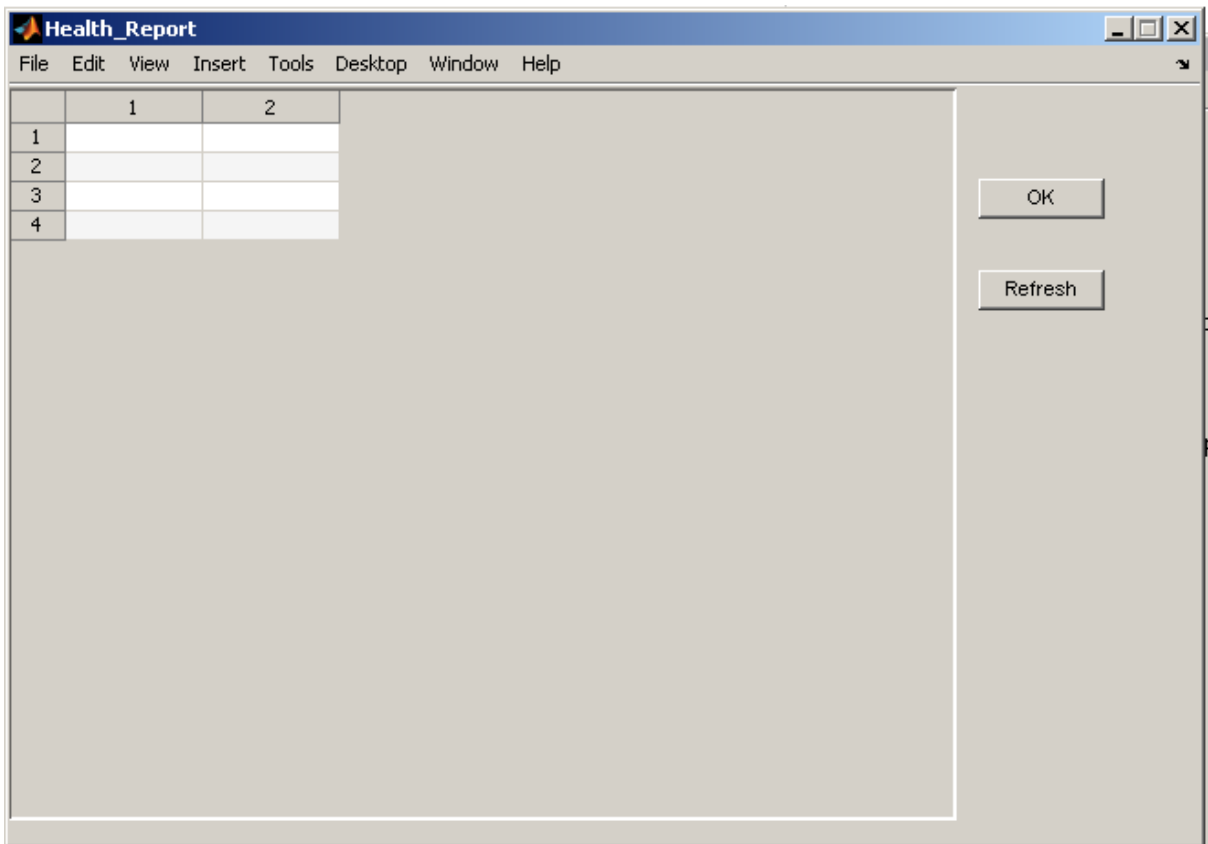 Health_Report
File Edit View Insert Tools Desktop Window Help
1 2
1
2
3
4
OK
Refresh